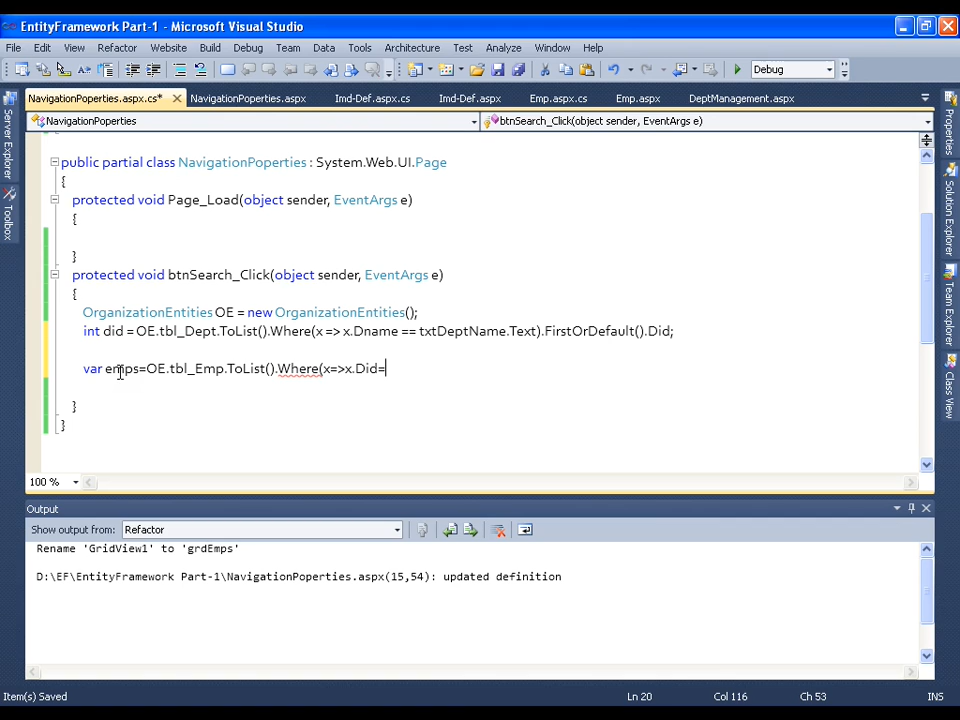 EntityFramework Part-1 - Microsoft Visual Studio
File Edit View Refactor Website Build Debug Team Data Tools Architecture Test Analyze Window Help
Debug
NavigationPoperties.aspx.cs* NavigationPoperties.aspx Imd-Def.aspx.cs Imd-Def.aspx Emp.aspx.cs Emp.aspx DeptManagement.aspx
NavigationPoperties btnSearch_Click(object sender, EventArgs e)
public partial class NavigationPoperties : System.Web.UI.Page
{
protected void Page_Load(object sender, EventArgs e)
{
}
protected void btnSearch_Click(object sender, EventArgs e)
{
OrganizationEntities OE = new OrganizationEntities();
int did = OE.tbl_Dept.ToList().Where(x => x.Dname == txtDeptName.Text).FirstOrDefault().Did;
var emps=OE.tbl_Emp.ToList().Where(x=>x.Did=
}
}
100 %
Output
Show output from: Refactor
Rename 'GridView1' to 'grdEmps'
D:\EF\EntityFramework Part-1\NavigationPoperties.aspx(15,54): updated definition
Item(s) Saved Ln 20 Col 116 Ch 53 INS
Server Explorer
Toolbox
Properties
Solution Explorer
Team Explorer
Class View